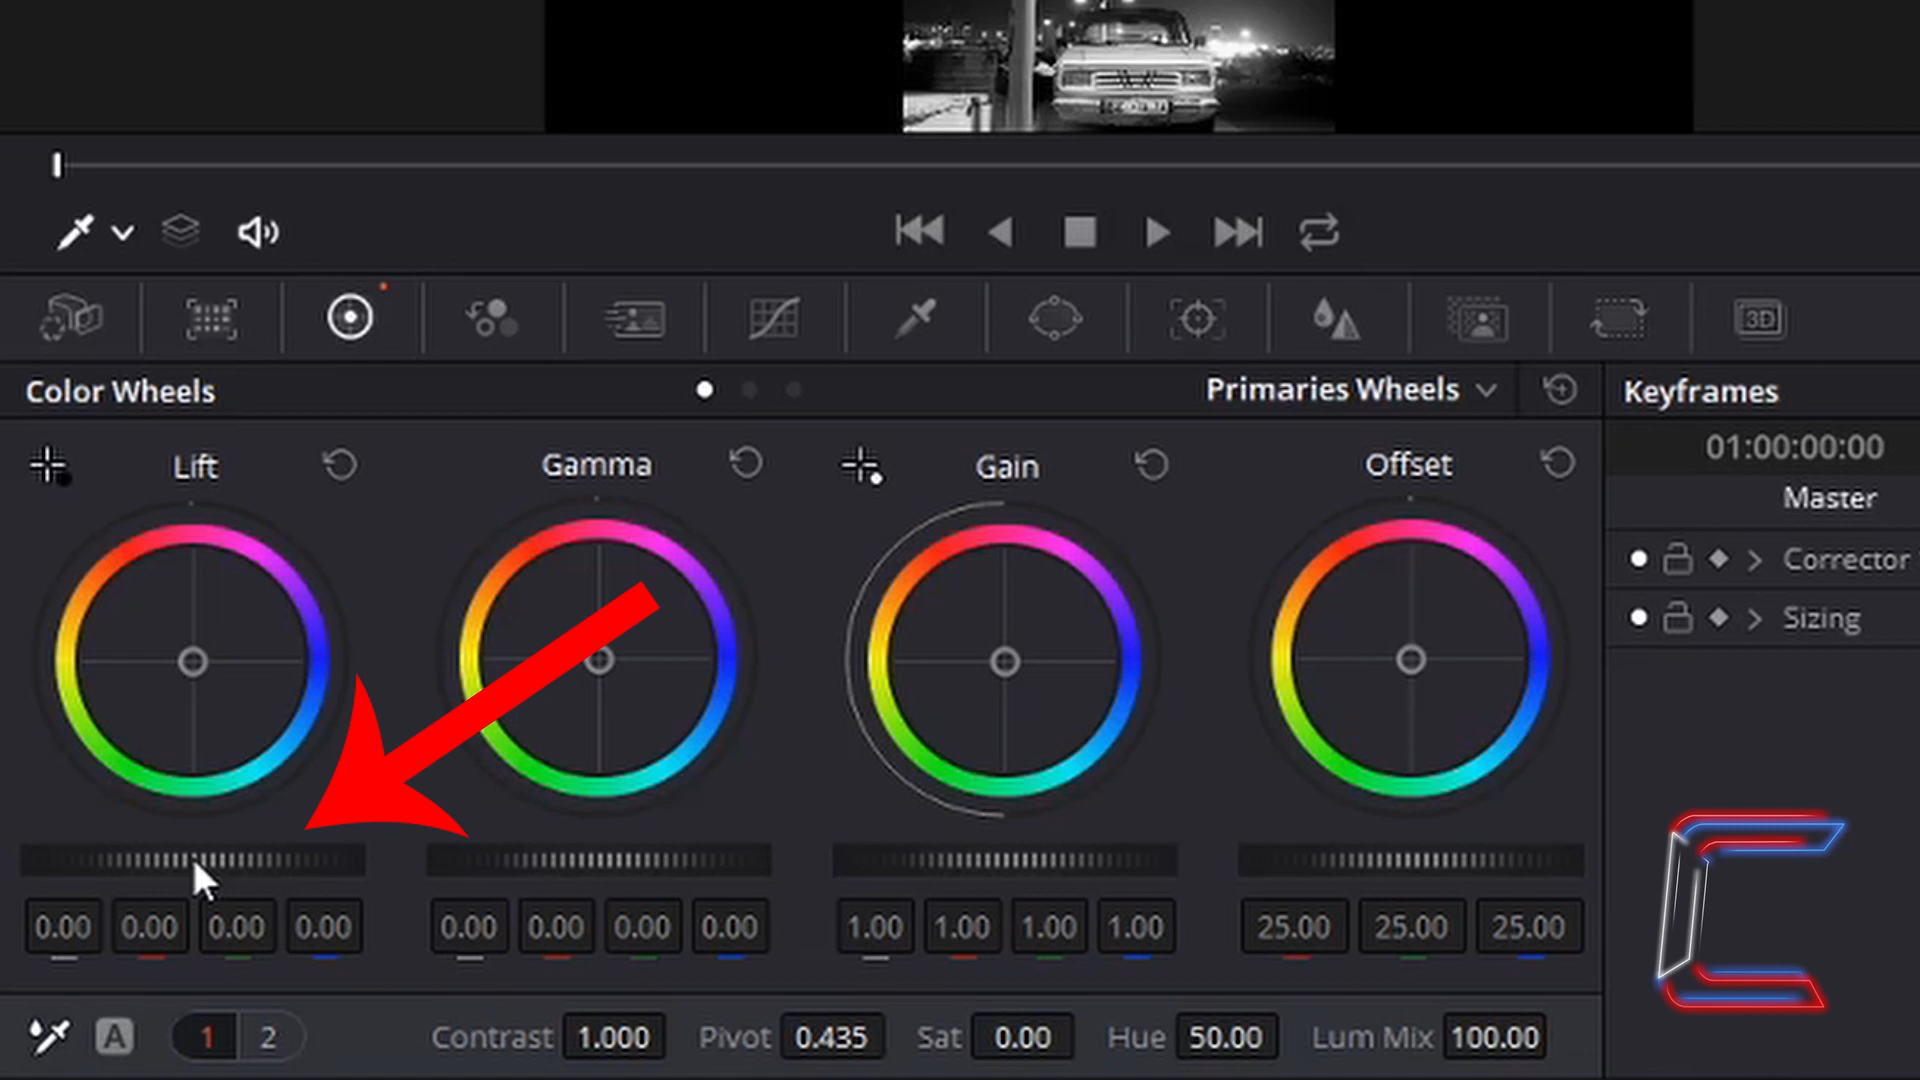 3D
Color Wheels
Primaries Wheels
Keyframes
01:00:00:00
Lift
Gamma
Gain
Offset
Master
Corrector
Sizing
0.00 0.00 0.00 0.00
0.00 0.00 0.00 0.00
1.00 1.00 1.00 1.00
25.00 25.00 25.00
A
1 2
Contrast 1.000
Pivot 0.435
Sat 0.00
Hue 50.00
Lum Mix 100.00